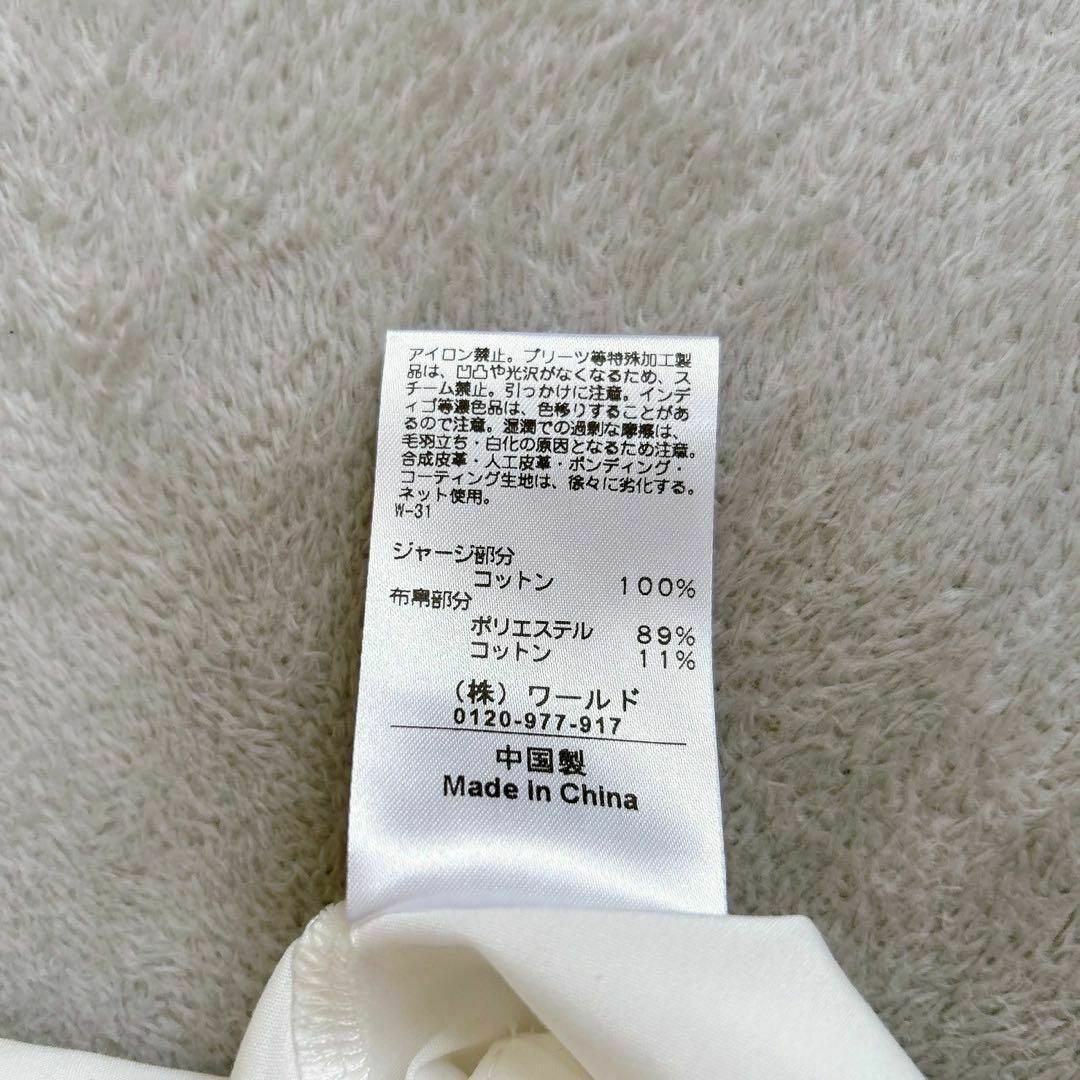 アイロン禁止。プリーツ等特殊加工製
品は、凹凸や光沢がなくなるため、ス
チーム禁止。引っかけに注意。インデ
ィゴ等濃色品は、色移りすることがあ
るので注意。湿潤での過剰な摩擦は、
毛羽立ち・白化の原因となるため注意。
合成皮革・人工皮革・ボンディング・
コーティング生地は、徐々に劣化する。
ネット使用。
W-31
ジャージ部分
コットン 100%
布帛部分
ポリエステル 89%
コットン 11%
(株)ワールド
0120-977-917
中国製
Made in China